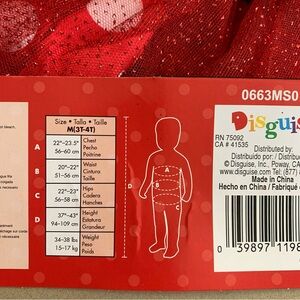 Size • Talla • Taille
M(3T-4T)
A
22"–23.5"
56–60 cm
Chest
Pecho
Poitrine
B
20"–22"
51–56 cm
Waist
Cintura
Taille
C
22"–23"
56–58 cm
Hips
Cadera
Hanches
D
37"–43"
94–109 cm
Height
Estatura
Grandeur
34–38 lbs
15–17 kg
Weight
Peso
Poids
A
B
C
D
0663MS0
Disguise
RN 75092
CA # 41535
Distributed by:
Distribuido por: /
© Disguise Inc., Poway, CA
www.disguise.com Tel: (877)
Made in China
Hecho en China / Fabriqué
0 39897 1198